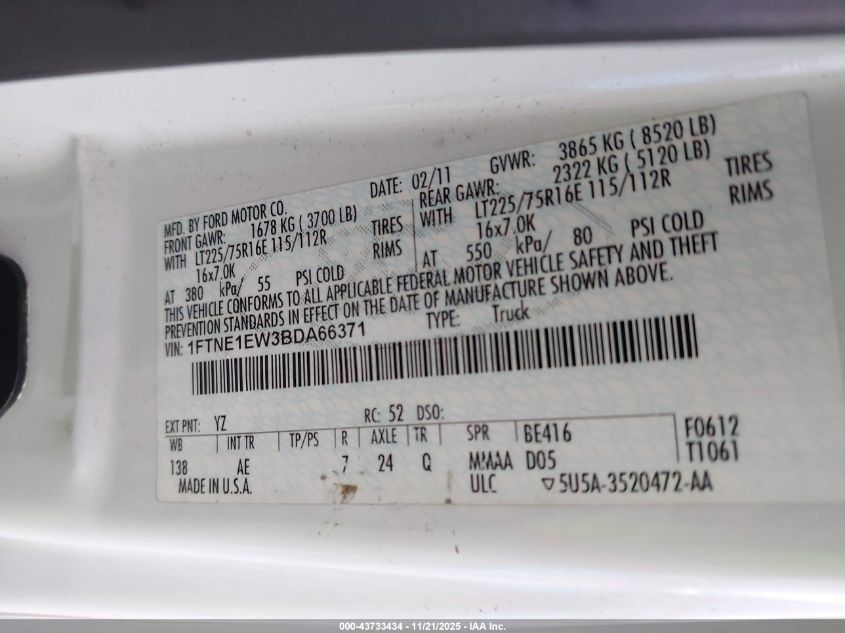 MFD. BY FORD MOTOR CO.
DATE: 02/11 GVWR: 3865 KG ( 8520 LB)
FRONT GAWR: 1678 KG ( 3700 LB) REAR GAWR: 2322 KG ( 5120 LB)
WITH LT225/75R16E 115/112R TIRES WITH LT225/75R16E 115/112R TIRES
16x7.0K RIMS 16x7.0K RIMS
AT 380 kPa/ 55 PSI COLD AT 550 kPa/ 80 PSI COLD
THIS VEHICLE CONFORMS TO ALL APPLICABLE FEDERAL MOTOR VEHICLE SAFETY AND THEFT
PREVENTION STANDARDS IN EFFECT ON THE DATE OF MANUFACTURE SHOWN ABOVE.
VIN: 1FTNE1EW3BDA66371 TYPE: Truck
EXT PNT: YZ RC: 52 DSO:
WB INT TR TP/PS R AXLE TR SPR BE416 F0612
138 AE 7 24 Q MMAA D05 T1061
MADE IN U.S.A. ULC ▽5U5A-3520472-AA
000-43733434 - 11/21/2025 - IAA Inc.